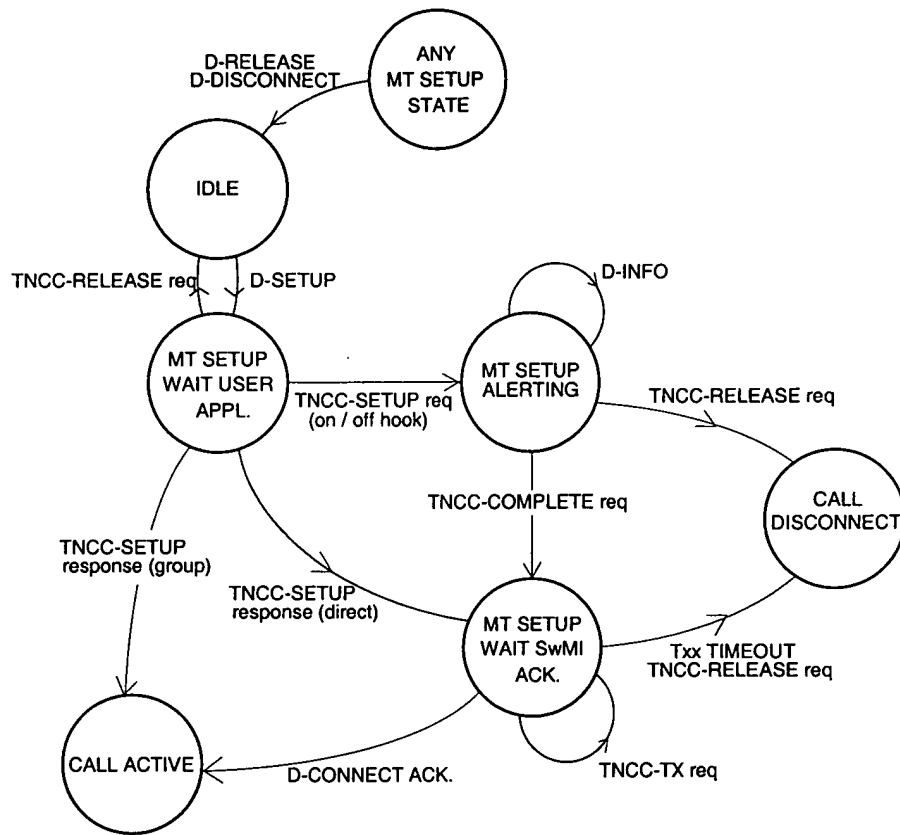 ANY
MT SETUP
STATE
D-RELEASE
D-DISCONNECT
IDLE
TNCC-RELEASE req
D-SETUP
D-INFO
MT SETUP
WAIT USER
APPL.
MT SETUP
ALERTING
TNCC-SETUP req
(on / off hook)
TNCC-RELEASE req
TNCC-COMPLETE req
CALL
DISCONNECT
TNCC-SETUP
response (group)
TNCC-SETUP
response (direct)
MT SETUP
WAIT SwMI
ACK.
Txx TIMEOUT
TNCC-RELEASE req
CALL ACTIVE
D-CONNECT ACK.
TNCC-TX req